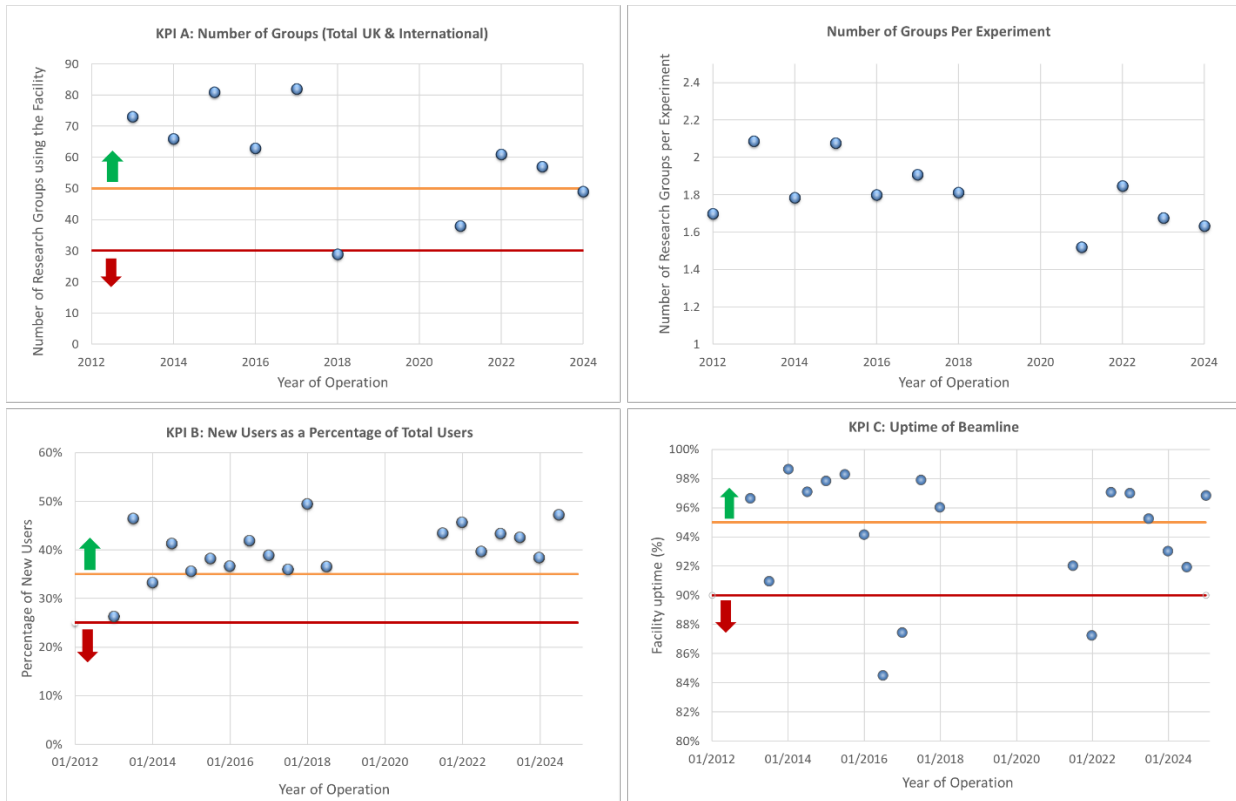 KPI A: Number of Groups (Total UK & International)
Number of Research Groups using the Facility
90
80
70
60
50
40
30
20
10
0
2012 2014 2016 2018 2020 2022 2024
Year of Operation
Number of Groups Per Experiment
Number of Research Groups per Experiment
2.4
2.2
2
1.8
1.6
1.4
1.2
1
2012 2014 2016 2018 2020 2022 2024
Year of Operation
KPI B: New Users as a Percentage of Total Users
Percentage of New Users
60%
50%
40%
30%
20%
10%
0%
01/2012 01/2014 01/2016 01/2018 01/2020 01/2022 01/2024
Year of Operation
KPI C: Uptime of Beamline
Facility uptime (%)
100%
98%
96%
94%
92%
90%
88%
86%
84%
82%
80%
01/2012 01/2014 01/2016 01/2018 01/2020 01/2022 01/2024
Year of Operation